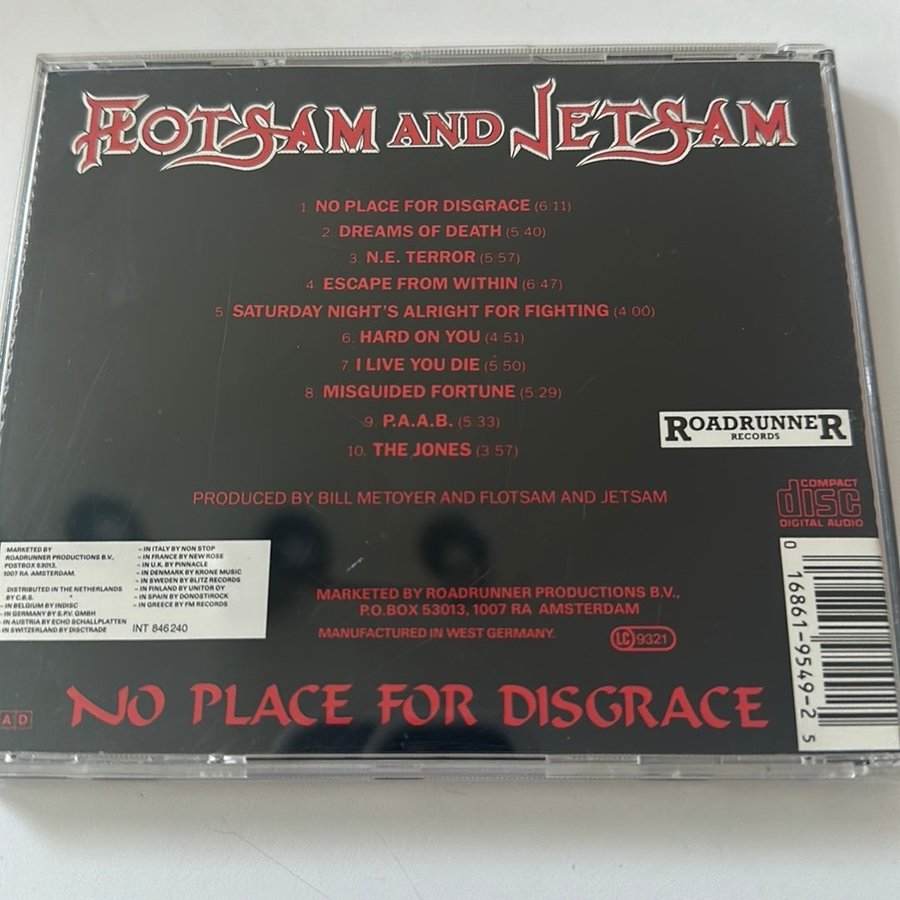 FLOTSAM AND JETSAM
1. NO PLACE FOR DISGRACE (6:11)
2. DREAMS OF DEATH (5:40)
3. N.E. TERROR (5:57)
4. ESCAPE FROM WITHIN (6:47)
5. SATURDAY NIGHT'S ALRIGHT FOR FIGHTING (4:00)
6. HARD ON YOU (4:51)
7. I LIVE YOU DIE (5:50)
8. MISGUIDED FORTUNE (5:29)
9. P.A.A.B. (5:33)
10. THE JONES (3:57)
ROADRUNNER
RECORDS
PRODUCED BY BILL METOYER AND FLOTSAM AND JETSAM
COMPACT
disc
DIGITAL AUDIO
MARKETED BY
ROADRUNNER PRODUCTIONS B.V.,
POSTBOX 53013,
1007 RA AMSTERDAM.
DISTRIBUTED IN THE NETHERLANDS
BY C.B.S.
– IN BELGIUM BY INDISC
– IN GERMANY BY S.P.V. GMBH
– IN AUSTRIA BY ECHO SCHALLPLATTEN
– IN SWITZERLAND BY DISCTRADE
– IN ITALY BY NON STOP
– IN FRANCE BY NEW ROSE
– IN U.K. BY PINNACLE
– IN DENMARK BY KRONE MUSIC
– IN SWEDEN BY BLITZ RECORDS
– IN FINLAND BY UNITOR OY
– IN SPAIN BY DONOSTIROCK
– IN GREECE BY FM RECORDS
INT 846240
MARKETED BY ROADRUNNER PRODUCTIONS B.V.,
P.O. BOX 53013, 1007 RA AMSTERDAM
MANUFACTURED IN WEST GERMANY.
LC 9321
0 16861-9549-2 5
AD
NO PLACE FOR DISGRACE